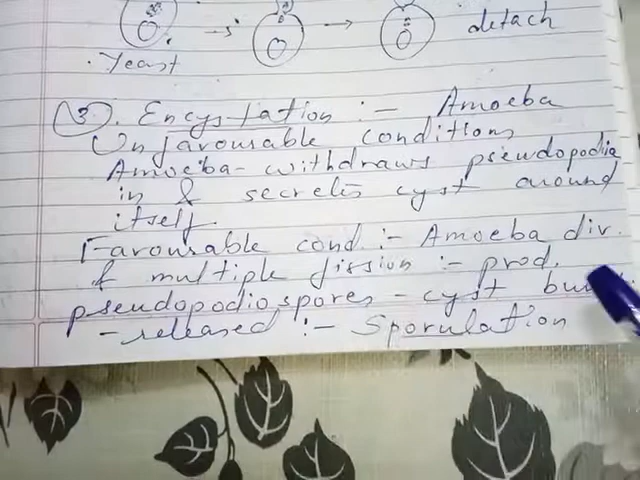 detach
. Yeast
(3). Encystation :- Amoeba
Unfavourable conditions
Amoeba - withdraws pseudopodia
in & secretes cyst around
itself.
Favourable cond. :- Amoeba div.
& multiple fission :- prod.
pseudopodiospores - cyst
- released :- Sporulation